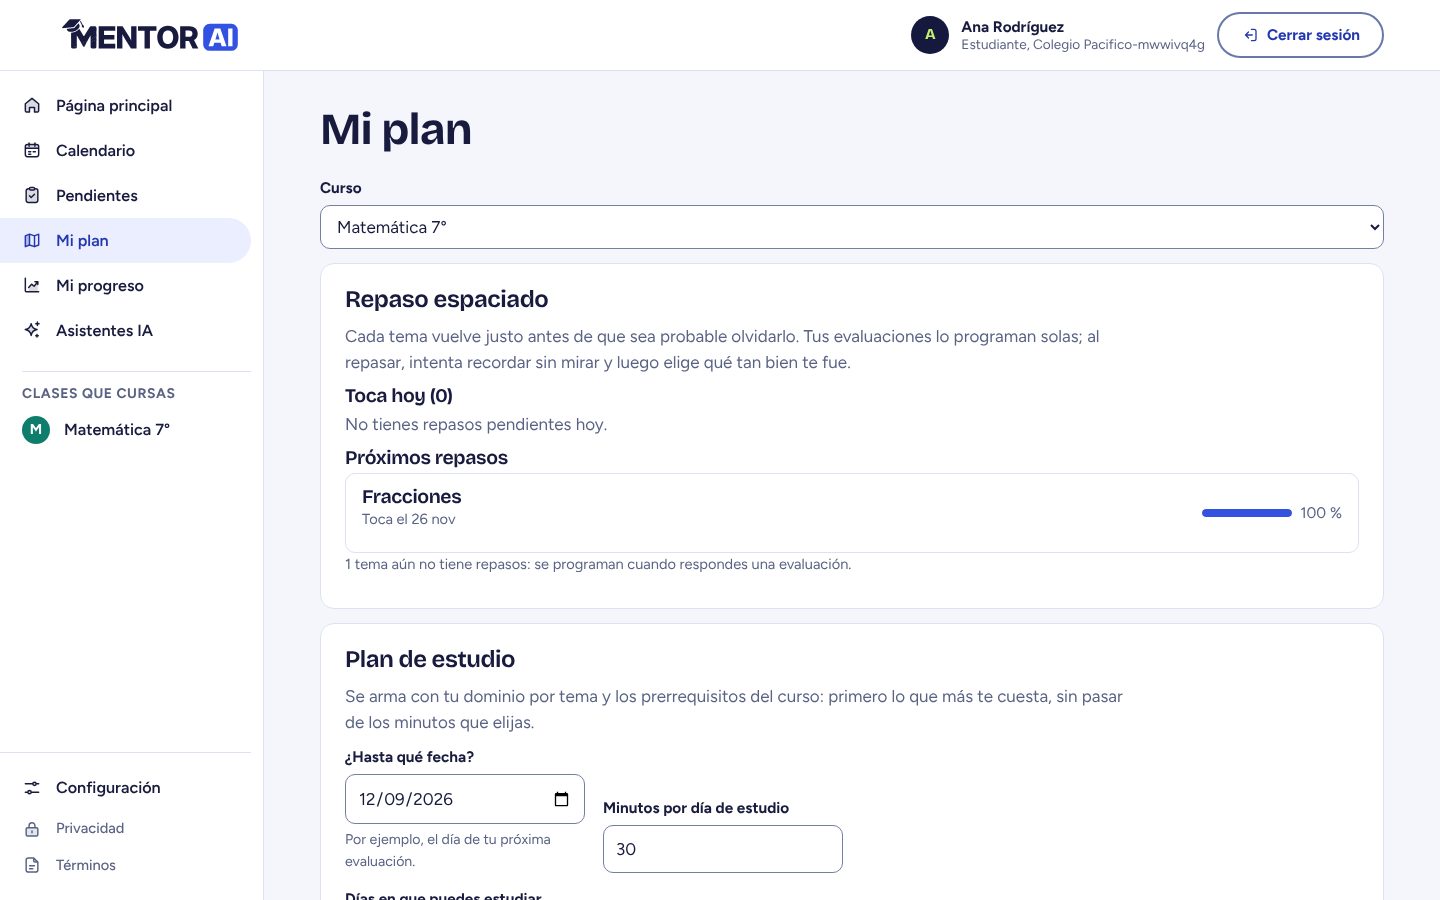 MENTOR AI
A
Ana Rodríguez
Estudiante, Colegio Pacifico-mwwivq4g
Cerrar sesión
Página principal
Calendario
Pendientes
Mi plan
Mi progreso
Asistentes IA
CLASES QUE CURSAS
M
Matemática 7°
Configuración
Privacidad
Términos
Mi plan
Curso
Matemática 7°
Repaso espaciado
Cada tema vuelve justo antes de que sea probable olvidarlo. Tus evaluaciones lo programan solas; al
repasar, intenta recordar sin mirar y luego elige qué tan bien te fue.
Toca hoy (0)
No tienes repasos pendientes hoy.
Próximos repasos
Fracciones
Toca el 26 nov
100 %
1 tema aún no tiene repasos: se programan cuando respondes una evaluación.
Plan de estudio
Se arma con tu dominio por tema y los prerrequisitos del curso: primero lo que más te cuesta, sin pasar
de los minutos que elijas.
¿Hasta qué fecha?
12/09/2026
Por ejemplo, el día de tu próxima
evaluación.
Minutos por día de estudio
30
Días en que puedes estudiar